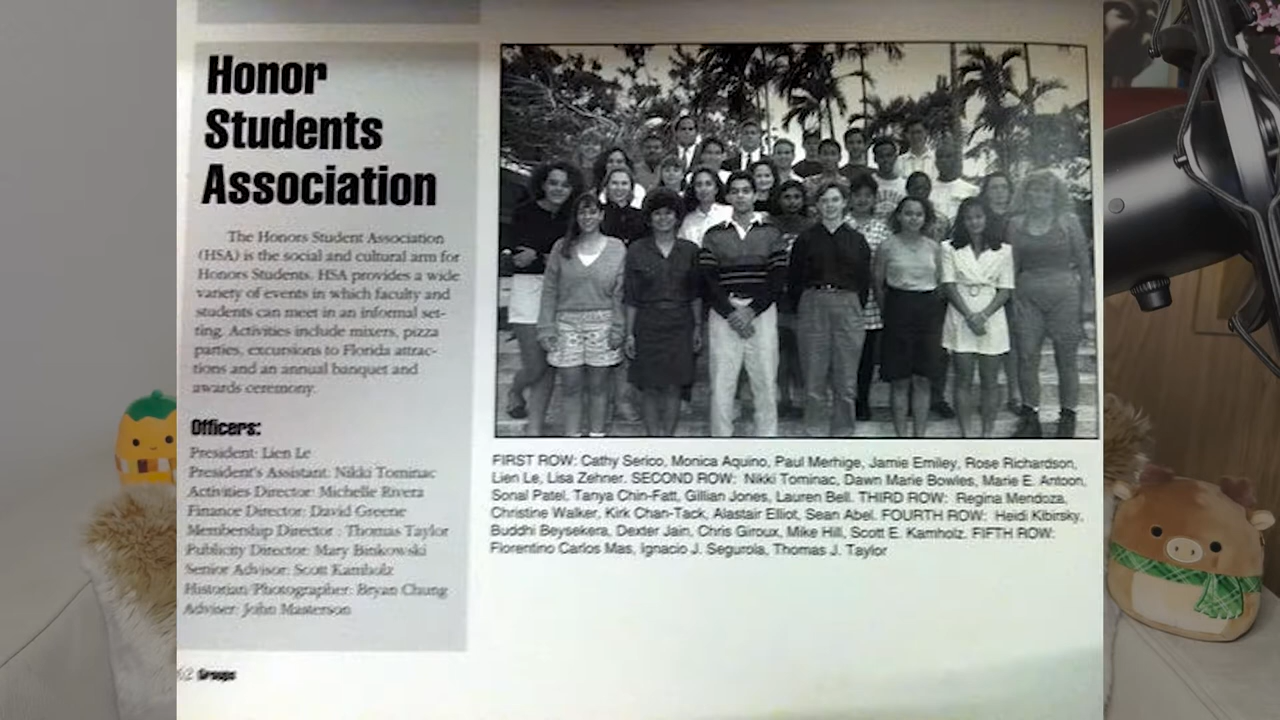 Honor
Students
Association
The Honors Student Association
(HSA) is the social and cultural arm for
Honors Students. HSA provides a wide
variety of events in which faculty and
students can meet in an informal set-
ting. Activities include mixers, pizza
parties, excursions to Florida attrac-
tions and an annual banquet and
awards ceremony.
Officers:
President: Lien Le
President's Assistant: Nikki Tominac
Activities Director: Michelle Rivera
Finance Director: David Greene
Membership Director : Thomas Taylor
Publicity Director: Mary Binkowski
Senior Advisor: Scott Kamholz
Historian/Photographer: Bryan Chung
Adviser: John Masterson
62 Groups
FIRST ROW: Cathy Serico, Monica Aquino, Paul Merhige, Jamie Emiley, Rose Richardson,
Lien Le, Lisa Zehner. SECOND ROW: Nikki Tominac, Dawn Marie Bowles, Marie E. Antoon,
Sonal Patel, Tanya Chin-Fatt, Gillian Jones, Lauren Bell. THIRD ROW: Regina Mendoza,
Christine Walker, Kirk Chan-Tack, Alastair Elliot, Sean Abel. FOURTH ROW: Heidi Kibirsky,
Buddhi Beysekera, Dexter Jain, Chris Giroux, Mike Hill, Scott E. Kamholz. FIFTH ROW:
Florentino Carlos Mas, Ignacio J. Segurola, Thomas J. Taylor